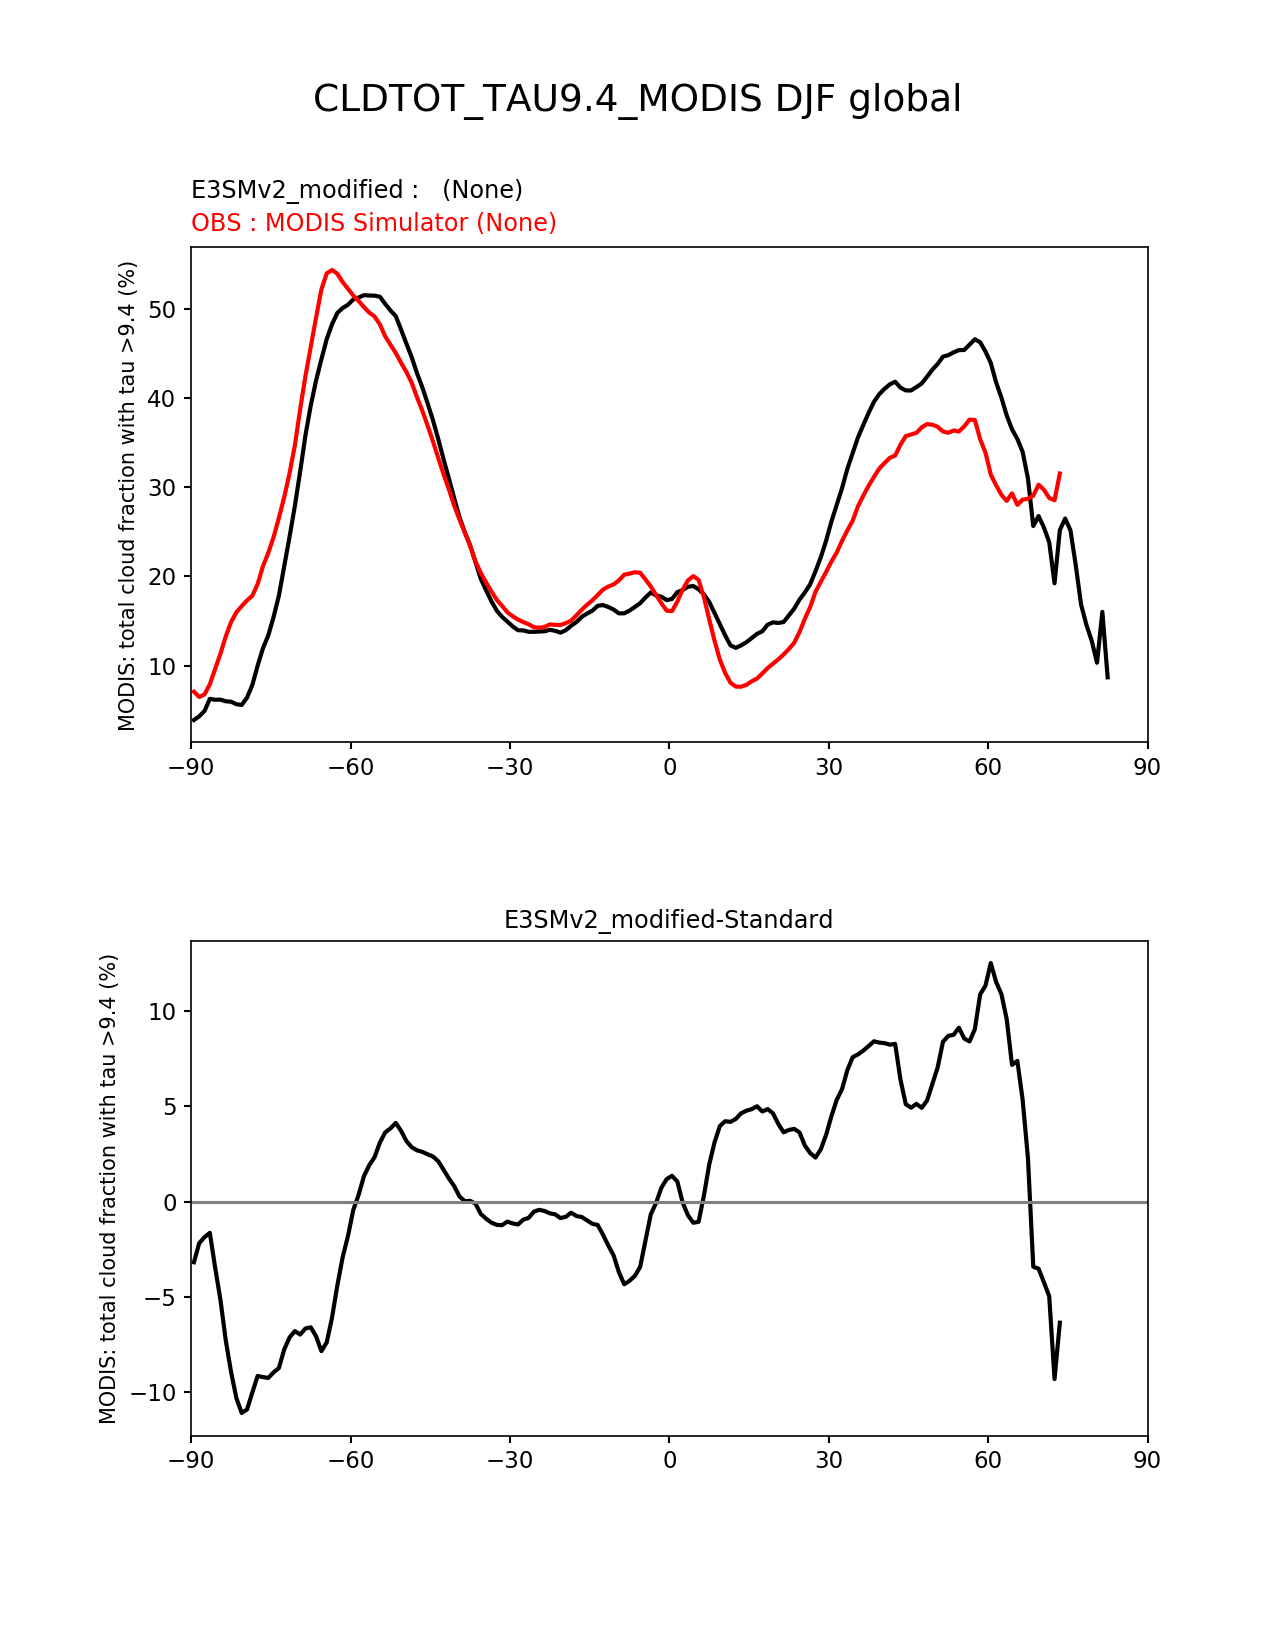 CLDTOT_TAU9.4_MODIS DJF global
E3SMv2_modified :   (None)
OBS : MODIS Simulator (None)
MODIS: total cloud fraction with tau >9.4 (%)
50
40
30
20
10
−90 −60 −30 0 30 60 90
E3SMv2_modified-Standard
MODIS: total cloud fraction with tau >9.4 (%)
10
5
0
−5
−10
−90 −60 −30 0 30 60 90